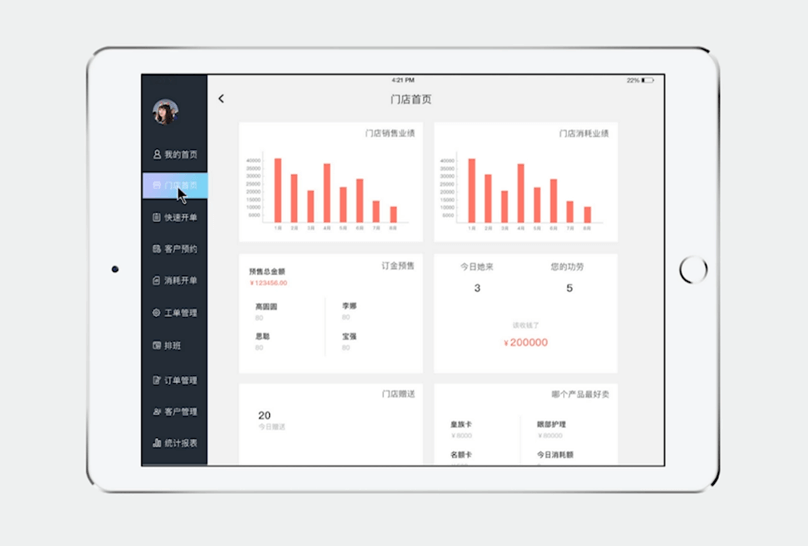 4:21 PM
22%
门店首页
我的首页
门店首页
快速开单
客户预约
消耗开单
工单管理
排班
订单管理
客户管理
统计报表
门店销售业绩
40000
35000
30000
25000
20000
15000
10000
5000
1月 2月 3月 4月 5月 6月 7月 8月
门店消耗业绩
40000
35000
30000
25000
20000
15000
10000
5000
1月 2月 3月 4月 5月 6月 7月 8月
订金预售
预售总金额
¥123456.00
高圆圆
80
李娜
80
思聪
80
宝强
80
今日她来
3
您的功劳
5
¥200000
门店赠送
20
今日赠送
哪个产品最好卖
皇族卡
¥6000
眼部护理
¥60000
名额卡
今日消耗额